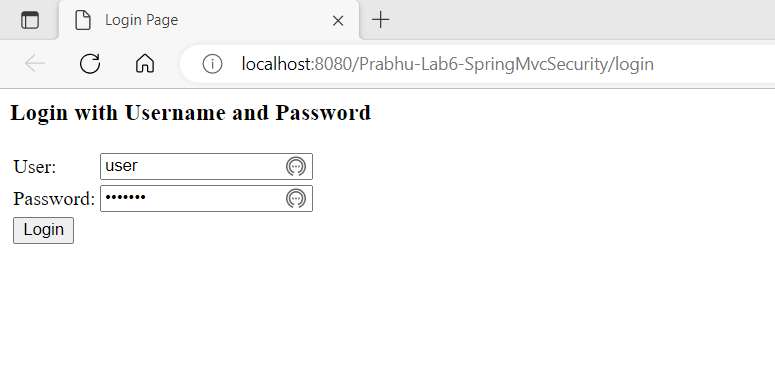 Login Page
localhost:8080/Prabhu-Lab6-SpringMvcSecurity/login
Login with Username and Password
User: user
Password: •••••••
Login